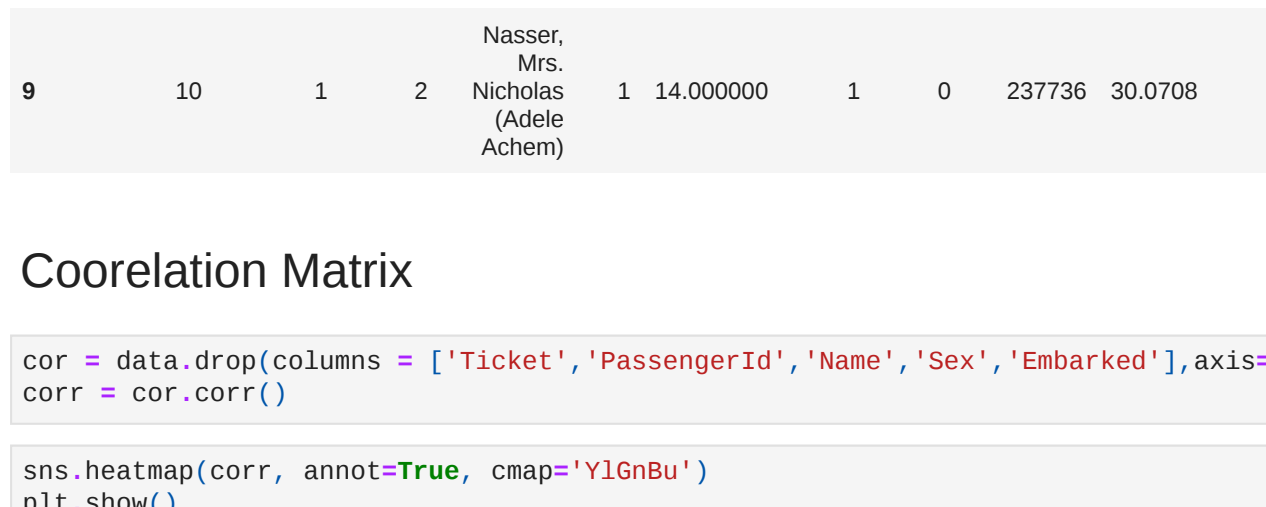 Nasser,
Mrs.
9 10 1 2 Nicholas 1 14.000000 1 0 237736 30.0708
(Adele
Achem)
Coorelation Matrix
cor = data.drop(columns = ['Ticket','PassengerId','Name','Sex','Embarked'],axis=
corr = cor.corr()
sns.heatmap(corr, annot=True, cmap='YlGnBu')
plt.show()